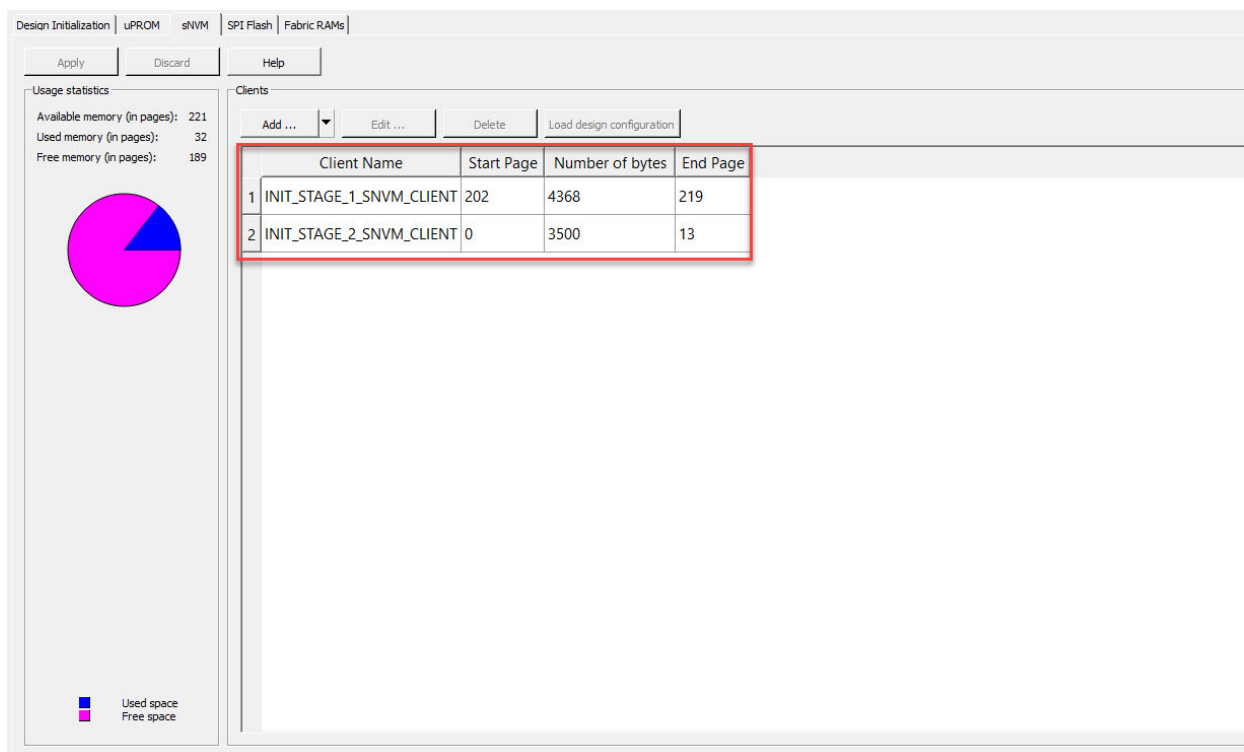 Design Initialization uPROM sNVM SPI Flash Fabric RAMs
Apply Discard Help
Usage statistics
Available memory (in pages): 221
Used memory (in pages): 32
Free memory (in pages): 189
Used space
Free space
Clients
Add ... Edit ... Delete Load design configuration
Client Name Start Page Number of bytes End Page
1 INIT_STAGE_1_SNVM_CLIENT 202 4368 219
2 INIT_STAGE_2_SNVM_CLIENT 0 3500 13